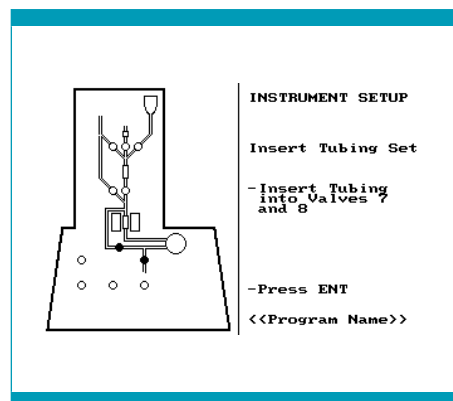 INSTRUMENT SETUP
Insert Tubing Set
-Insert Tubing
into Valves 7
and 8
-Press ENT
<<Program Name>>